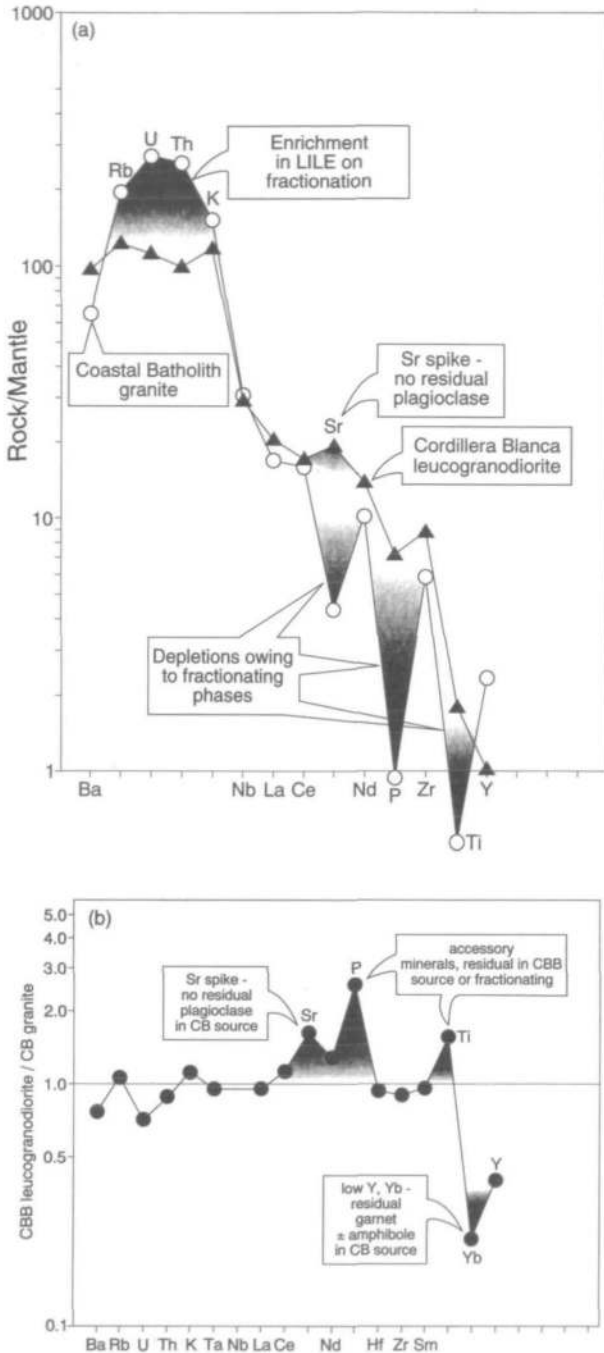 1000
(a)
U
Th
Rb
K
Enrichment
in LILE on
fractionation
100
Coastal Batholith
granite
Rock/Mantle
Sr spike -
no residual
plagioclase
Sr
Cordillera Blanca
leucogranodiorite
10
Depletions owing
to fractionating
phases
1
Ba
Nb
La
Ce
Nd
P
Zr
Y
Ti
(b)
5.0
4.0
3.0
2.0
1.0
0.5
0.1
CBB leucogranodiorite / CB granite
Sr spike -
no residual
plagioclase
in CB source
Sr
P
accessory
minerals, residual in CBB
source or fractionating
Ti
low Y, Yb -
residual
garnet
± amphibole
in CB source
Y
Yb
Ba Rb U Th K Ta Nb La Ce Nd Hf Zr Sm